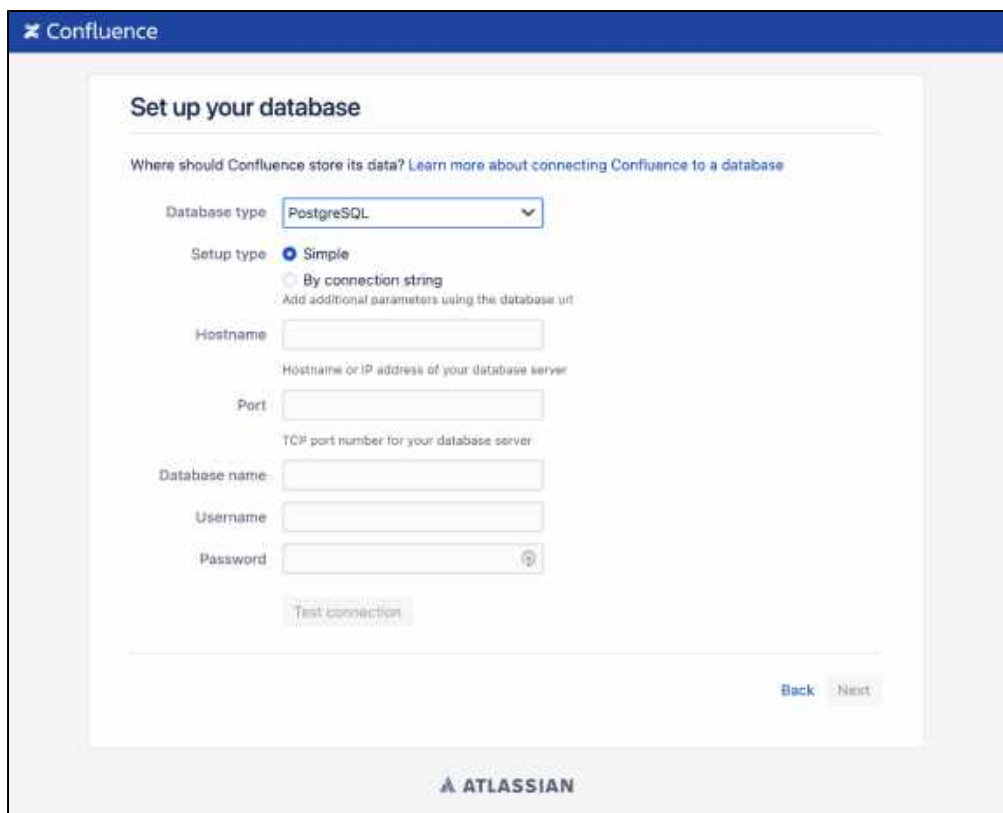 Confluence
Set up your database
Where should Confluence store its data? Learn more about connecting Confluence to a database
Database type PostgreSQL
Setup type Simple
By connection string
Add additional parameters using the database url
Hostname
Hostname or IP address of your database server
Port
TCP port number for your database server
Database name
Username
Password
Test connection
Back Next
ATLASSIAN